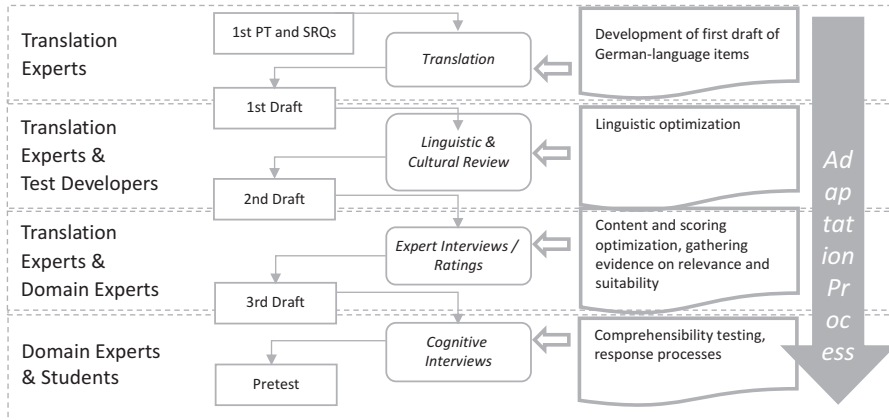 Translation
Experts
1st PT and SRQs
Translation
Development of first draft of
German-language items
1st Draft
Translation
Experts &
Test Developers
Linguistic &
Cultural Review
Linguistic optimization
2nd Draft
Translation
Experts &
Domain Experts
Expert Interviews /
Ratings
Content and scoring
optimization, gathering
evidence on relevance and
suitability
3rd Draft
Domain Experts
& Students
Cognitive
Interviews
Comprehensibility testing,
response processes
Pretest
Ad
ap
tat
ion
Pr
oc
ess